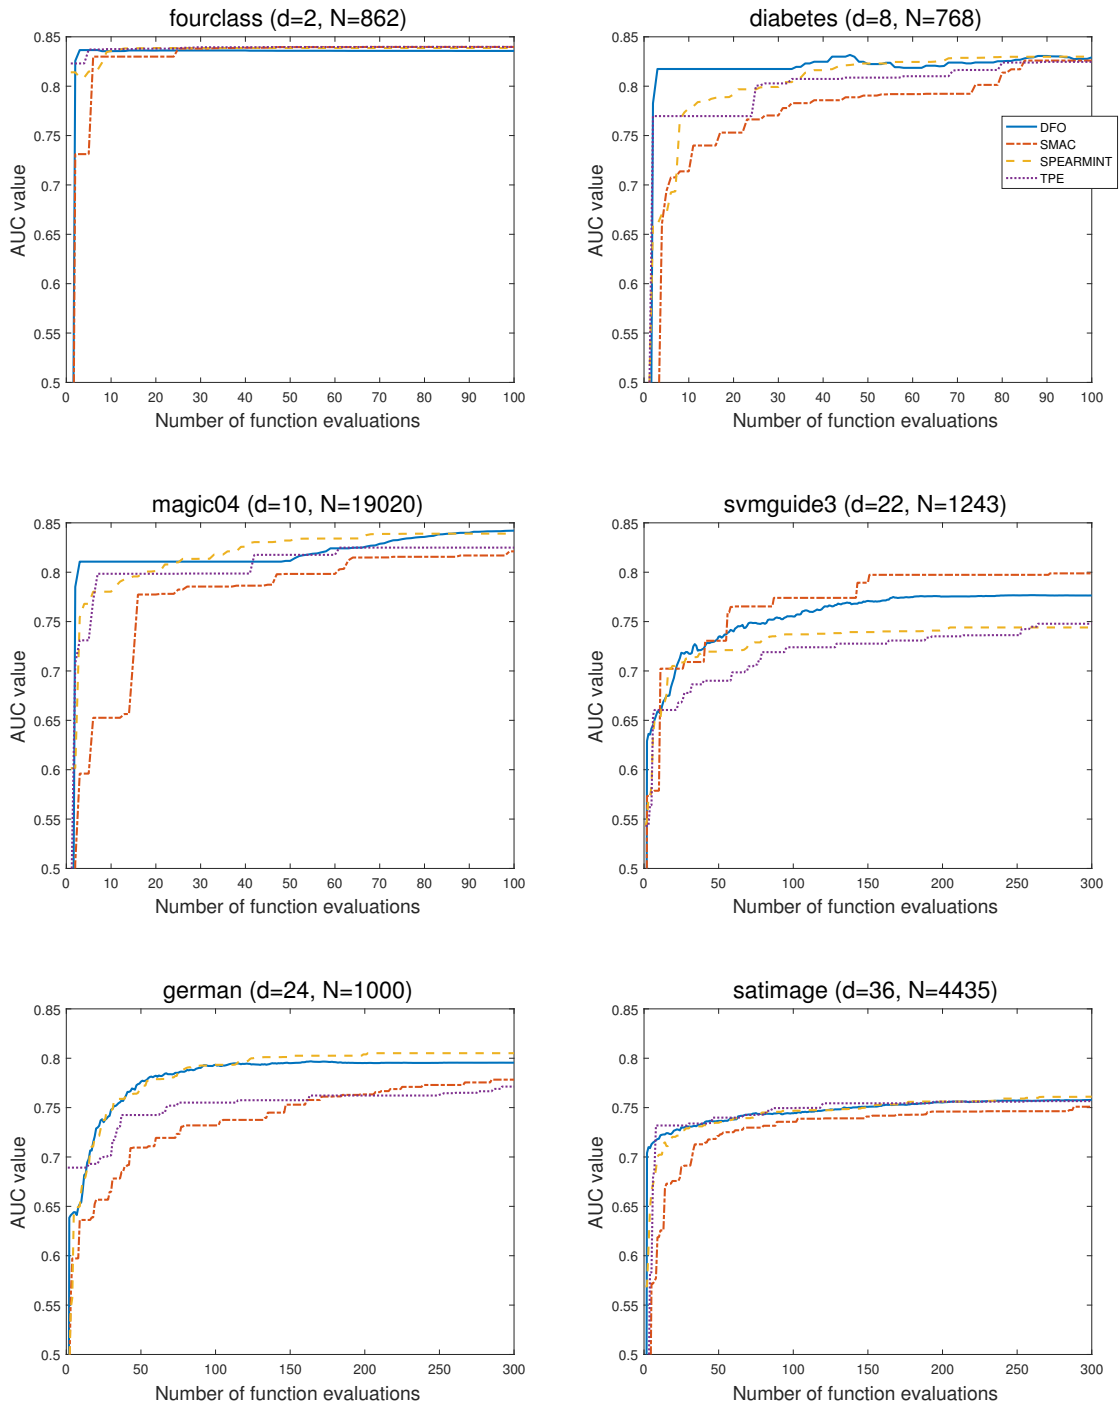 fourclass (d=2, N=862)
0.85
0.8
0.75
0.7
0.65
0.6
0.55
0.5
AUC value
0 10 20 30 40 50 60 70 80 90 100
Number of function evaluations
diabetes (d=8, N=768)
0.85
0.8
0.75
0.7
0.65
0.6
0.55
0.5
AUC value
DFO
SMAC
SPEARMINT
TPE
0 10 20 30 40 50 60 70 80 90 100
Number of function evaluations
magic04 (d=10, N=19020)
0.85
0.8
0.75
0.7
0.65
0.6
0.55
0.5
AUC value
0 10 20 30 40 50 60 70 80 90 100
Number of function evaluations
svmguide3 (d=22, N=1243)
0.85
0.8
0.75
0.7
0.65
0.6
0.55
0.5
AUC value
0 50 100 150 200 250 300
Number of function evaluations
german (d=24, N=1000)
0.85
0.8
0.75
0.7
0.65
0.6
0.55
0.5
AUC value
0 50 100 150 200 250 300
Number of function evaluations
satimage (d=36, N=4435)
0.85
0.8
0.75
0.7
0.65
0.6
0.55
0.5
AUC value
0 50 100 150 200 250 300
Number of function evaluations